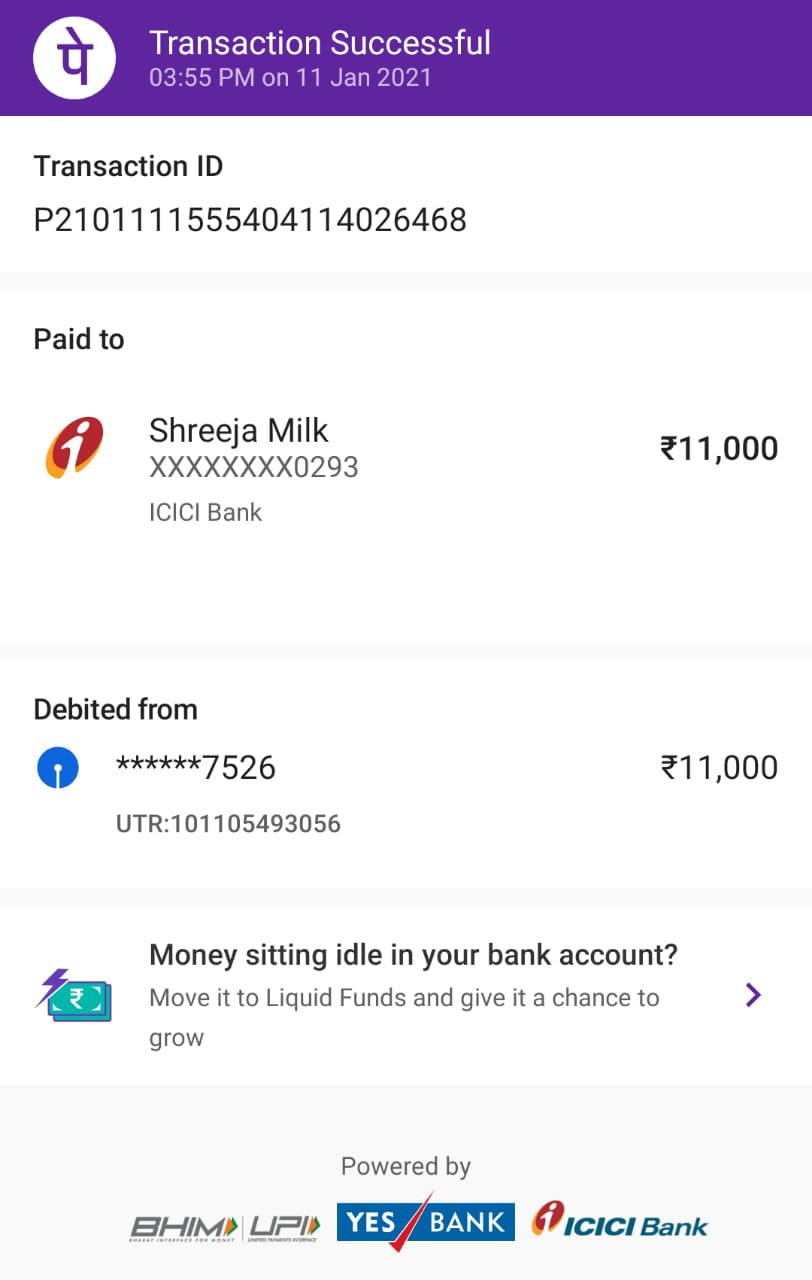 पे
Transaction Successful
03:55 PM on 11 Jan 2021
Transaction ID
P2101111555404114026468
Paid to
Shreeja Milk
XXXXXXXX0293
₹11,000
ICICI Bank
Debited from
******7526
₹11,000
UTR:101105493056
Money sitting idle in your bank account?
Move it to Liquid Funds and give it a chance to
grow
₹
Powered by
BHIM UPI YES BANK ICICI Bank
BHARAT INTERFACE FOR MONEY UNIFIED PAYMENTS INTERFACE